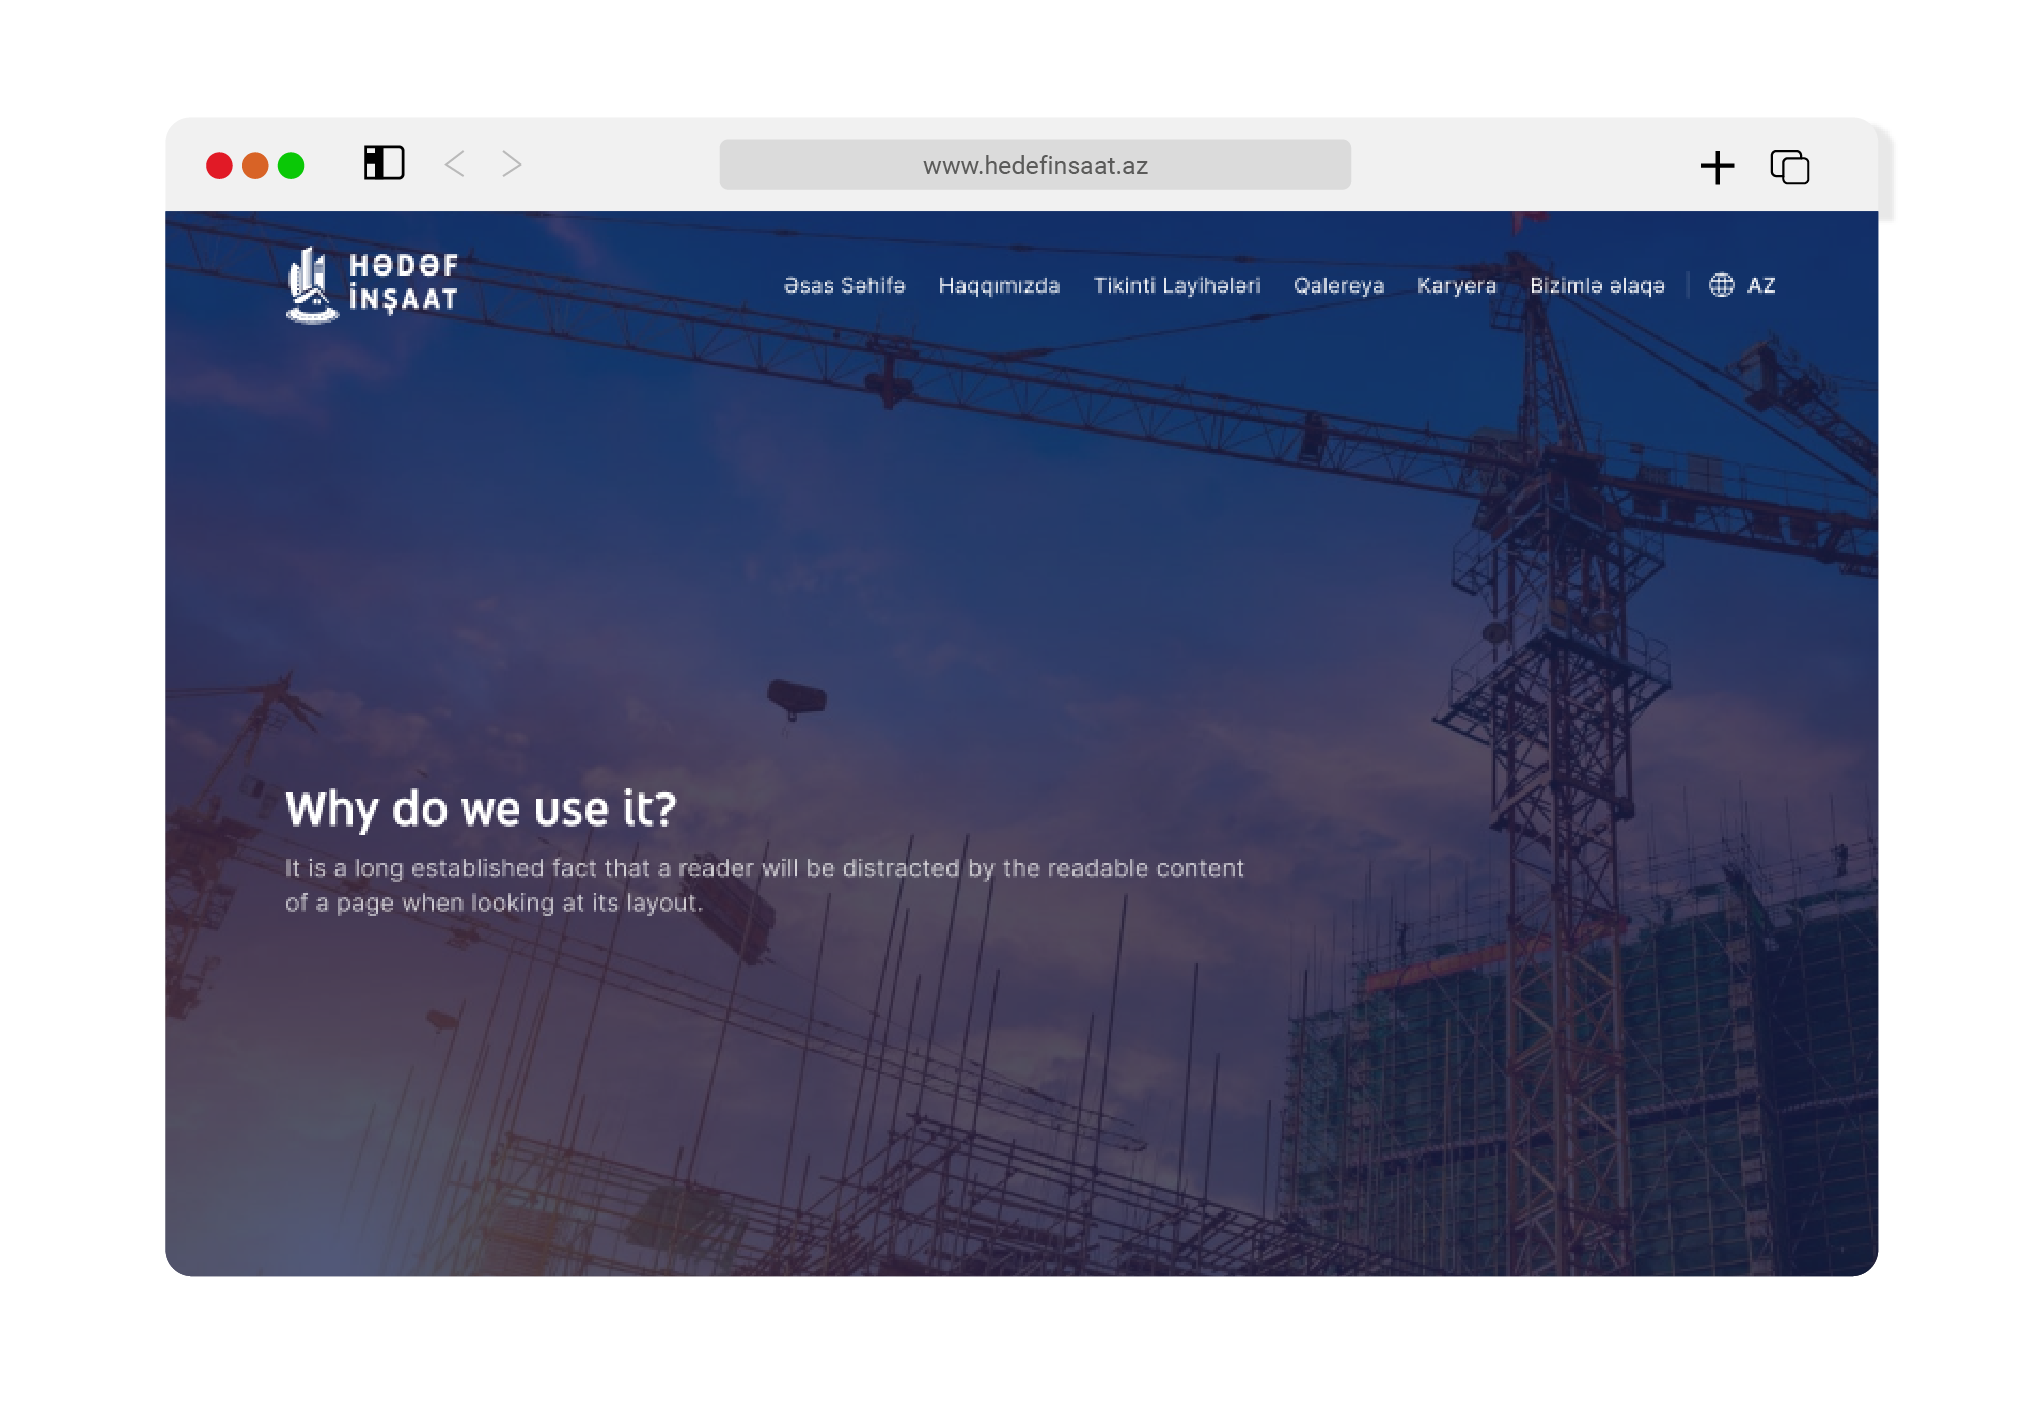 www.hedefinsaat.az
HƏDƏF
İNŞAAT
Əsas Səhifə Haqqımızda Tikinti Layihələri Qalereya Karyera Bizimlə əlaqə AZ
Why do we use it?
It is a long established fact that a reader will be distracted by the readable content
of a page when looking at its layout.